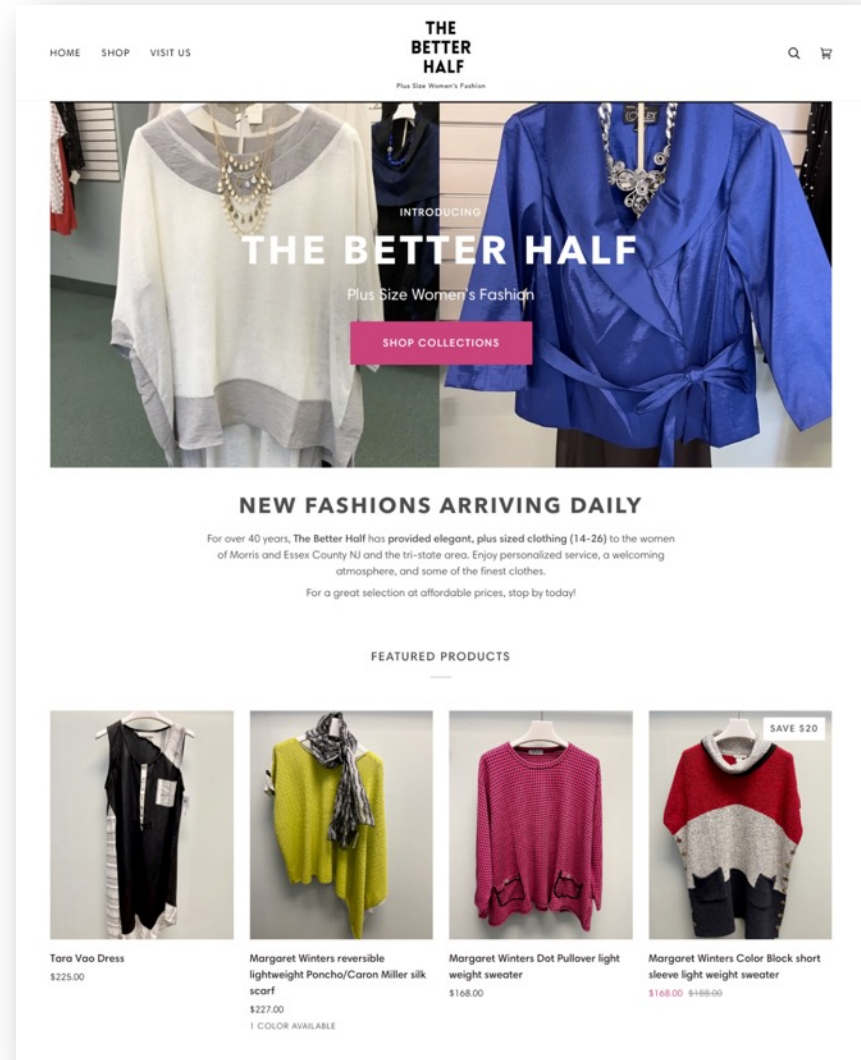 HOME SHOP VISIT US
THE
BETTER
HALF
Plus Size Women's Fashion
INTRODUCING
THE BETTER HALF
Plus Size Women's Fashion
SHOP COLLECTIONS
NEW FASHIONS ARRIVING DAILY
For over 40 years, The Better Half has provided elegant, plus sized clothing (14-26) to the women
of Morris and Essex County NJ and the tri-state area. Enjoy personalized service, a welcoming
atmosphere, and some of the finest clothes.
For a great selection at affordable prices, stop by today!
FEATURED PRODUCTS
SAVE $20
Tara Vao Dress
$225.00
Margaret Winters reversible
lightweight Poncho/Caron Miller silk
scarf
$227.00
1 COLOR AVAILABLE
Margaret Winters Dot Pullover light
weight sweater
$168.00
Margaret Winters Color Block short
sleeve light weight sweater
$168.00 $188.00